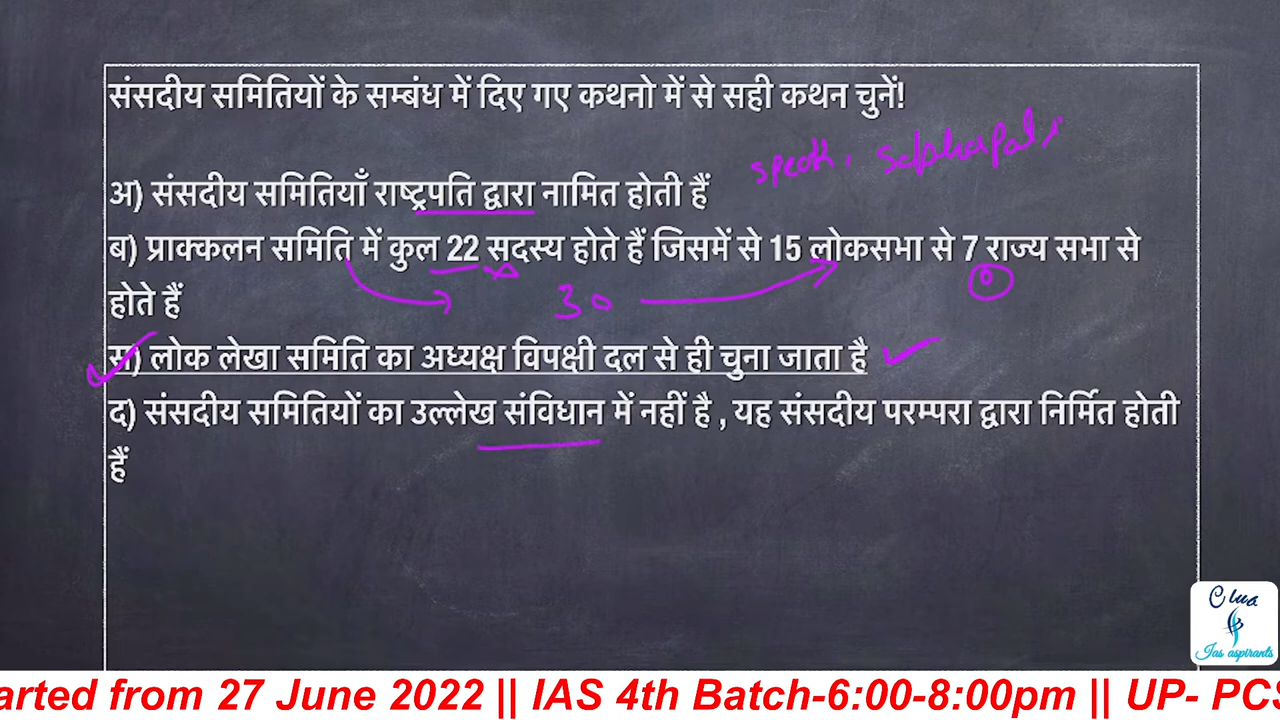 संसदीय समितियों के सम्बंध में दिए गए कथनो में से सही कथन चुनें!
अ) संसदीय समितियाँ राष्ट्रपति द्वारा नामित होती हैं
ब) प्राक्कलन समिति में कुल 22 सदस्य होते हैं जिसमें से 15 लोकसभा से 7 राज्य सभा से
होते हैं
30
0
स) लोक लेखा समिति का अध्यक्ष विपक्षी दल से ही चुना जाता है
द) संसदीय समितियों का उल्लेख संविधान में नहीं है , यह संसदीय परम्परा द्वारा निर्मित होती
हैं
Ias aspirants
arted from 27 June 2022 || IAS 4th Batch-6:00-8:00pm || UP- PCS